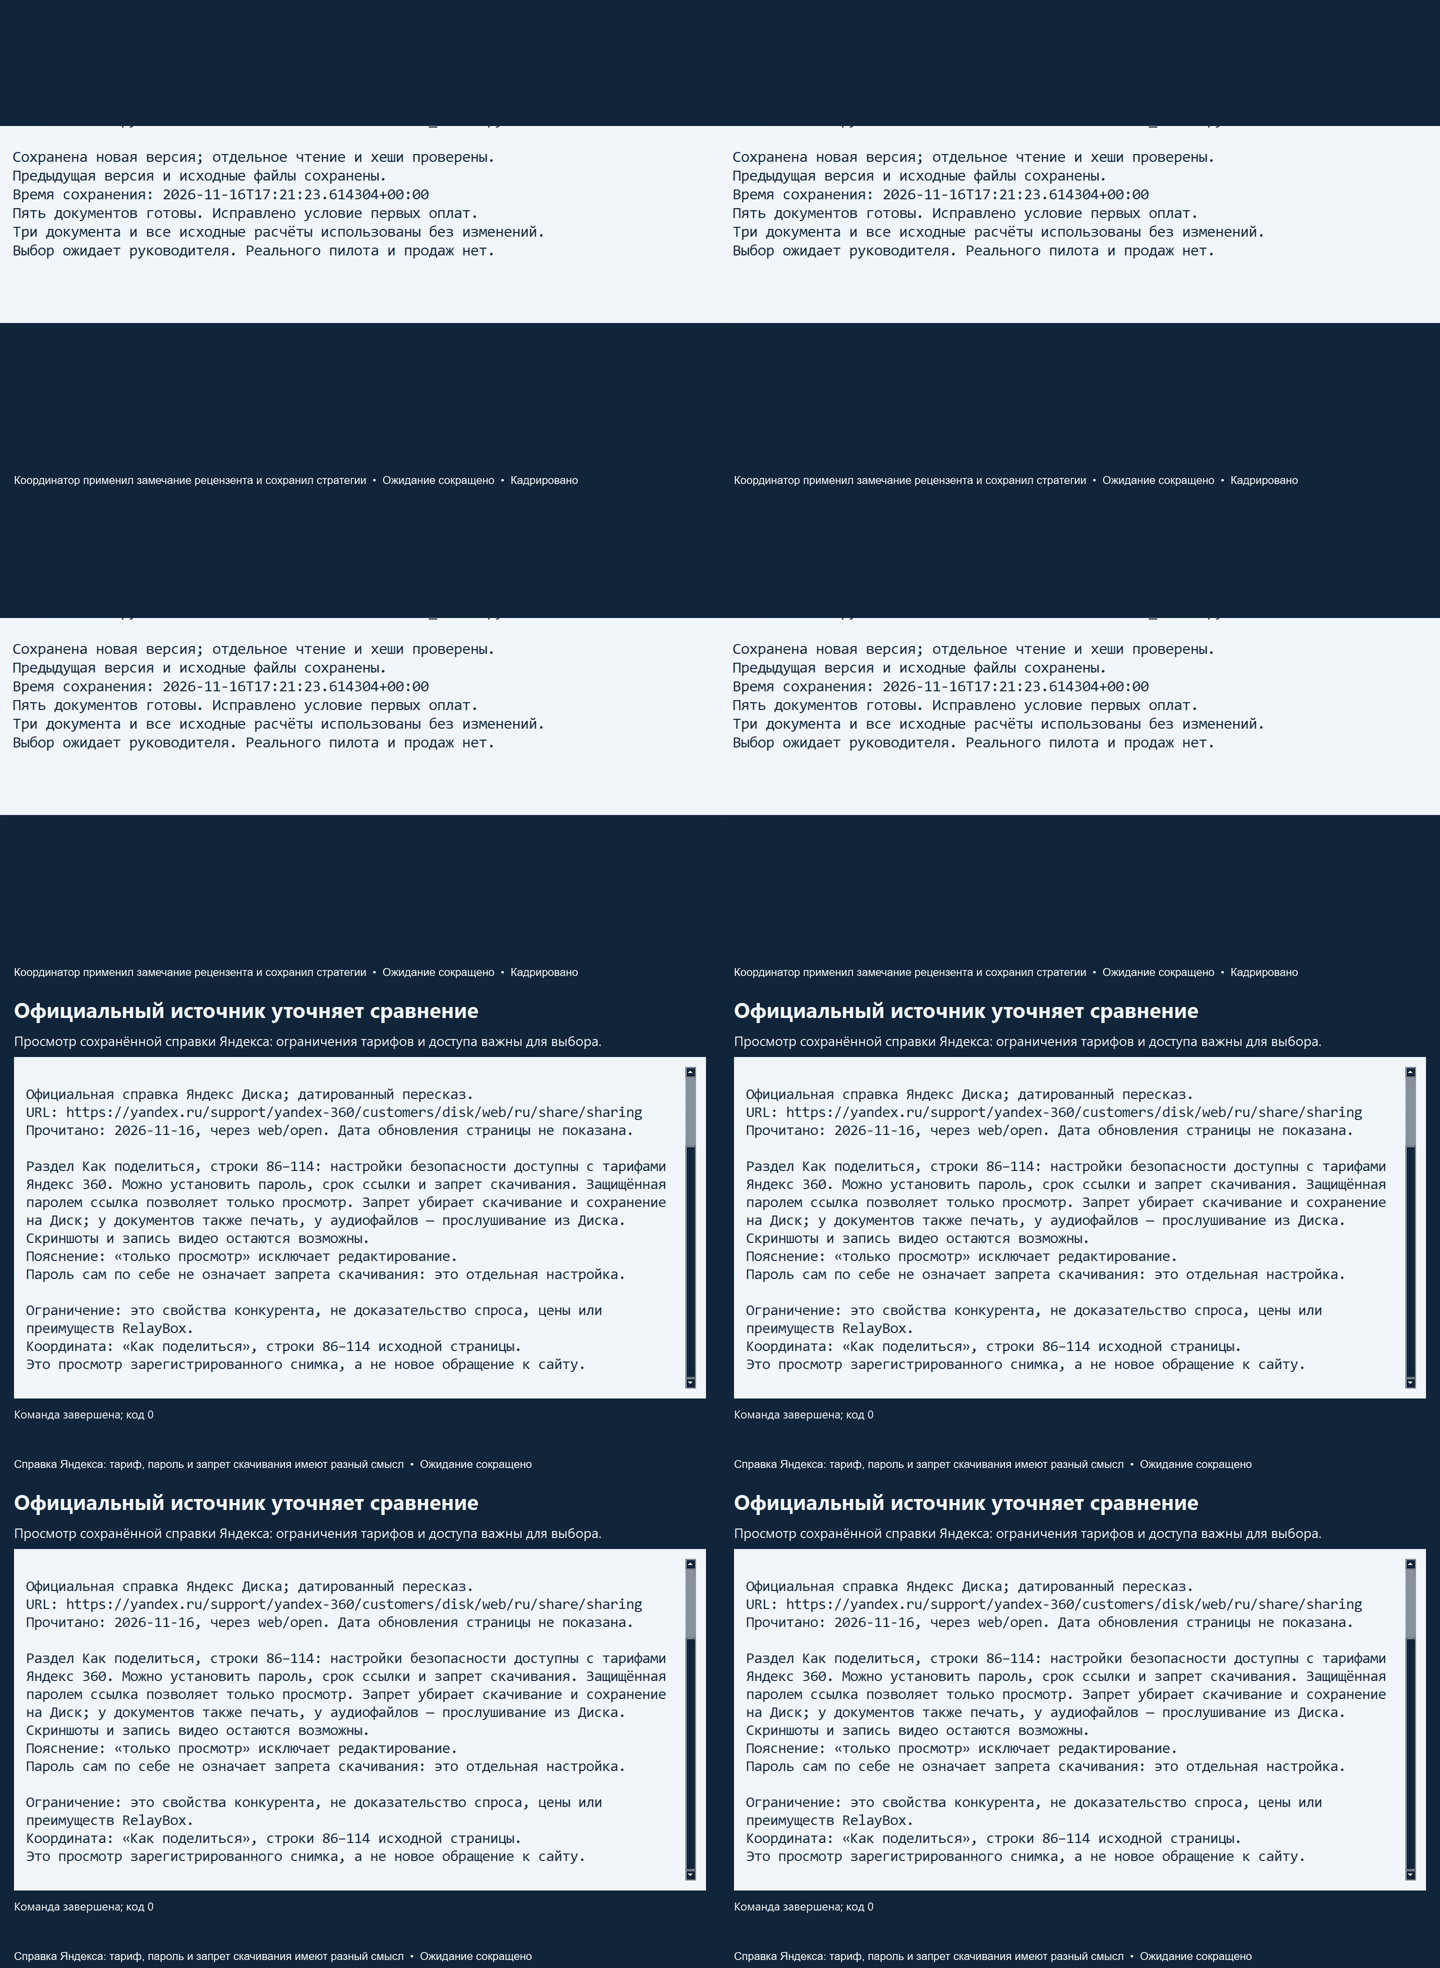 Сохранена новая версия; отдельное чтение и хеши проверены.
Предыдущая версия и исходные файлы сохранены.
Время сохранения: 2026-11-16T17:21:23.614304+00:00
Пять документов готовы. Исправлено условие первых оплат.
Три документа и все исходные расчёты использованы без изменений.
Выбор ожидает руководителя. Реального пилота и продаж нет.
Координатор применил замечание рецензента и сохранил стратегии • Ожидание сокращено • Кадрировано
Сохранена новая версия; отдельное чтение и хеши проверены.
Предыдущая версия и исходные файлы сохранены.
Время сохранения: 2026-11-16T17:21:23.614304+00:00
Пять документов готовы. Исправлено условие первых оплат.
Три документа и все исходные расчёты использованы без изменений.
Выбор ожидает руководителя. Реального пилота и продаж нет.
Координатор применил замечание рецензента и сохранил стратегии • Ожидание сокращено • Кадрировано
Сохранена новая версия; отдельное чтение и хеши проверены.
Предыдущая версия и исходные файлы сохранены.
Время сохранения: 2026-11-16T17:21:23.614304+00:00
Пять документов готовы. Исправлено условие первых оплат.
Три документа и все исходные расчёты использованы без изменений.
Выбор ожидает руководителя. Реального пилота и продаж нет.
Координатор применил замечание рецензента и сохранил стратегии • Ожидание сокращено • Кадрировано
Сохранена новая версия; отдельное чтение и хеши проверены.
Предыдущая версия и исходные файлы сохранены.
Время сохранения: 2026-11-16T17:21:23.614304+00:00
Пять документов готовы. Исправлено условие первых оплат.
Три документа и все исходные расчёты использованы без изменений.
Выбор ожидает руководителя. Реального пилота и продаж нет.
Координатор применил замечание рецензента и сохранил стратегии • Ожидание сокращено • Кадрировано
Официальный источник уточняет сравнение
Просмотр сохранённой справки Яндекса: ограничения тарифов и доступа важны для выбора.
Официальная справка Яндекс Диска; датированный пересказ.
URL: https://yandex.ru/support/yandex-360/customers/disk/web/ru/share/sharing
Прочитано: 2026-11-16, через web/open. Дата обновления страницы не показана.
Раздел Как поделиться, строки 86–114: настройки безопасности доступны с тарифами
Яндекс 360. Можно установить пароль, срок ссылки и запрет скачивания. Защищённая
паролем ссылка позволяет только просмотр. Запрет убирает скачивание и сохранение
на Диск; у документов также печать, у аудиофайлов — прослушивание из Диска.
Скриншоты и запись видео остаются возможны.
Пояснение: «только просмотр» исключает редактирование.
Пароль сам по себе не означает запрета скачивания: это отдельная настройка.
Ограничение: это свойства конкурента, не доказательство спроса, цены или
преимуществ RelayBox.
Координата: «Как поделиться», строки 86–114 исходной страницы.
Это просмотр зарегистрированного снимка, а не новое обращение к сайту.
Команда завершена; код 0
Справка Яндекса: тариф, пароль и запрет скачивания имеют разный смысл • Ожидание сокращено
Официальный источник уточняет сравнение
Просмотр сохранённой справки Яндекса: ограничения тарифов и доступа важны для выбора.
Официальная справка Яндекс Диска; датированный пересказ.
URL: https://yandex.ru/support/yandex-360/customers/disk/web/ru/share/sharing
Прочитано: 2026-11-16, через web/open. Дата обновления страницы не показана.
Раздел Как поделиться, строки 86–114: настройки безопасности доступны с тарифами
Яндекс 360. Можно установить пароль, срок ссылки и запрет скачивания. Защищённая
паролем ссылка позволяет только просмотр. Запрет убирает скачивание и сохранение
на Диск; у документов также печать, у аудиофайлов — прослушивание из Диска.
Скриншоты и запись видео остаются возможны.
Пояснение: «только просмотр» исключает редактирование.
Пароль сам по себе не означает запрета скачивания: это отдельная настройка.
Ограничение: это свойства конкурента, не доказательство спроса, цены или
преимуществ RelayBox.
Координата: «Как поделиться», строки 86–114 исходной страницы.
Это просмотр зарегистрированного снимка, а не новое обращение к сайту.
Команда завершена; код 0
Справка Яндекса: тариф, пароль и запрет скачивания имеют разный смысл • Ожидание сокращено
Официальный источник уточняет сравнение
Просмотр сохранённой справки Яндекса: ограничения тарифов и доступа важны для выбора.
Официальная справка Яндекс Диска; датированный пересказ.
URL: https://yandex.ru/support/yandex-360/customers/disk/web/ru/share/sharing
Прочитано: 2026-11-16, через web/open. Дата обновления страницы не показана.
Раздел Как поделиться, строки 86–114: настройки безопасности доступны с тарифами
Яндекс 360. Можно установить пароль, срок ссылки и запрет скачивания. Защищённая
паролем ссылка позволяет только просмотр. Запрет убирает скачивание и сохранение
на Диск; у документов также печать, у аудиофайлов — прослушивание из Диска.
Скриншоты и запись видео остаются возможны.
Пояснение: «только просмотр» исключает редактирование.
Пароль сам по себе не означает запрета скачивания: это отдельная настройка.
Ограничение: это свойства конкурента, не доказательство спроса, цены или
преимуществ RelayBox.
Координата: «Как поделиться», строки 86–114 исходной страницы.
Это просмотр зарегистрированного снимка, а не новое обращение к сайту.
Команда завершена; код 0
Справка Яндекса: тариф, пароль и запрет скачивания имеют разный смысл • Ожидание сокращено
Официальный источник уточняет сравнение
Просмотр сохранённой справки Яндекса: ограничения тарифов и доступа важны для выбора.
Официальная справка Яндекс Диска; датированный пересказ.
URL: https://yandex.ru/support/yandex-360/customers/disk/web/ru/share/sharing
Прочитано: 2026-11-16, через web/open. Дата обновления страницы не показана.
Раздел Как поделиться, строки 86–114: настройки безопасности доступны с тарифами
Яндекс 360. Можно установить пароль, срок ссылки и запрет скачивания. Защищённая
паролем ссылка позволяет только просмотр. Запрет убирает скачивание и сохранение
на Диск; у документов также печать, у аудиофайлов — прослушивание из Диска.
Скриншоты и запись видео остаются возможны.
Пояснение: «только просмотр» исключает редактирование.
Пароль сам по себе не означает запрета скачивания: это отдельная настройка.
Ограничение: это свойства конкурента, не доказательство спроса, цены или
преимуществ RelayBox.
Координата: «Как поделиться», строки 86–114 исходной страницы.
Это просмотр зарегистрированного снимка, а не новое обращение к сайту.
Команда завершена; код 0
Справка Яндекса: тариф, пароль и запрет скачивания имеют разный смысл • Ожидание сокращено